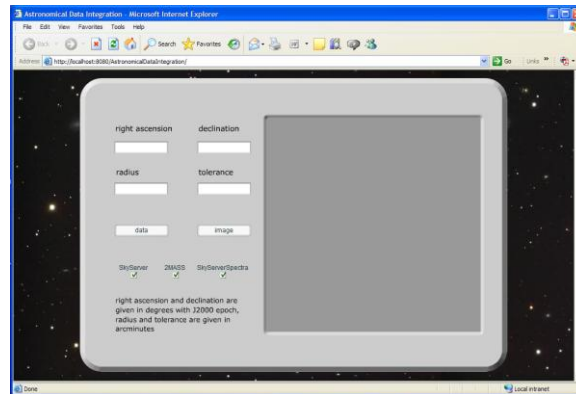 Astronomical Data Integration - Microsoft Internet Explorer
File Edit View Favorites Tools Help
Back Search Favorites
Address http://localhost:8080/AstronomicalDataIntegration/ Go Links »
right ascension declination
radius tolerance
data image
SkyServer 2MASS SkyServerSpectra
right ascension and declination are
given in degrees with J2000 epoch,
radius and tolerance are given in
arcminutes
Done Local intranet